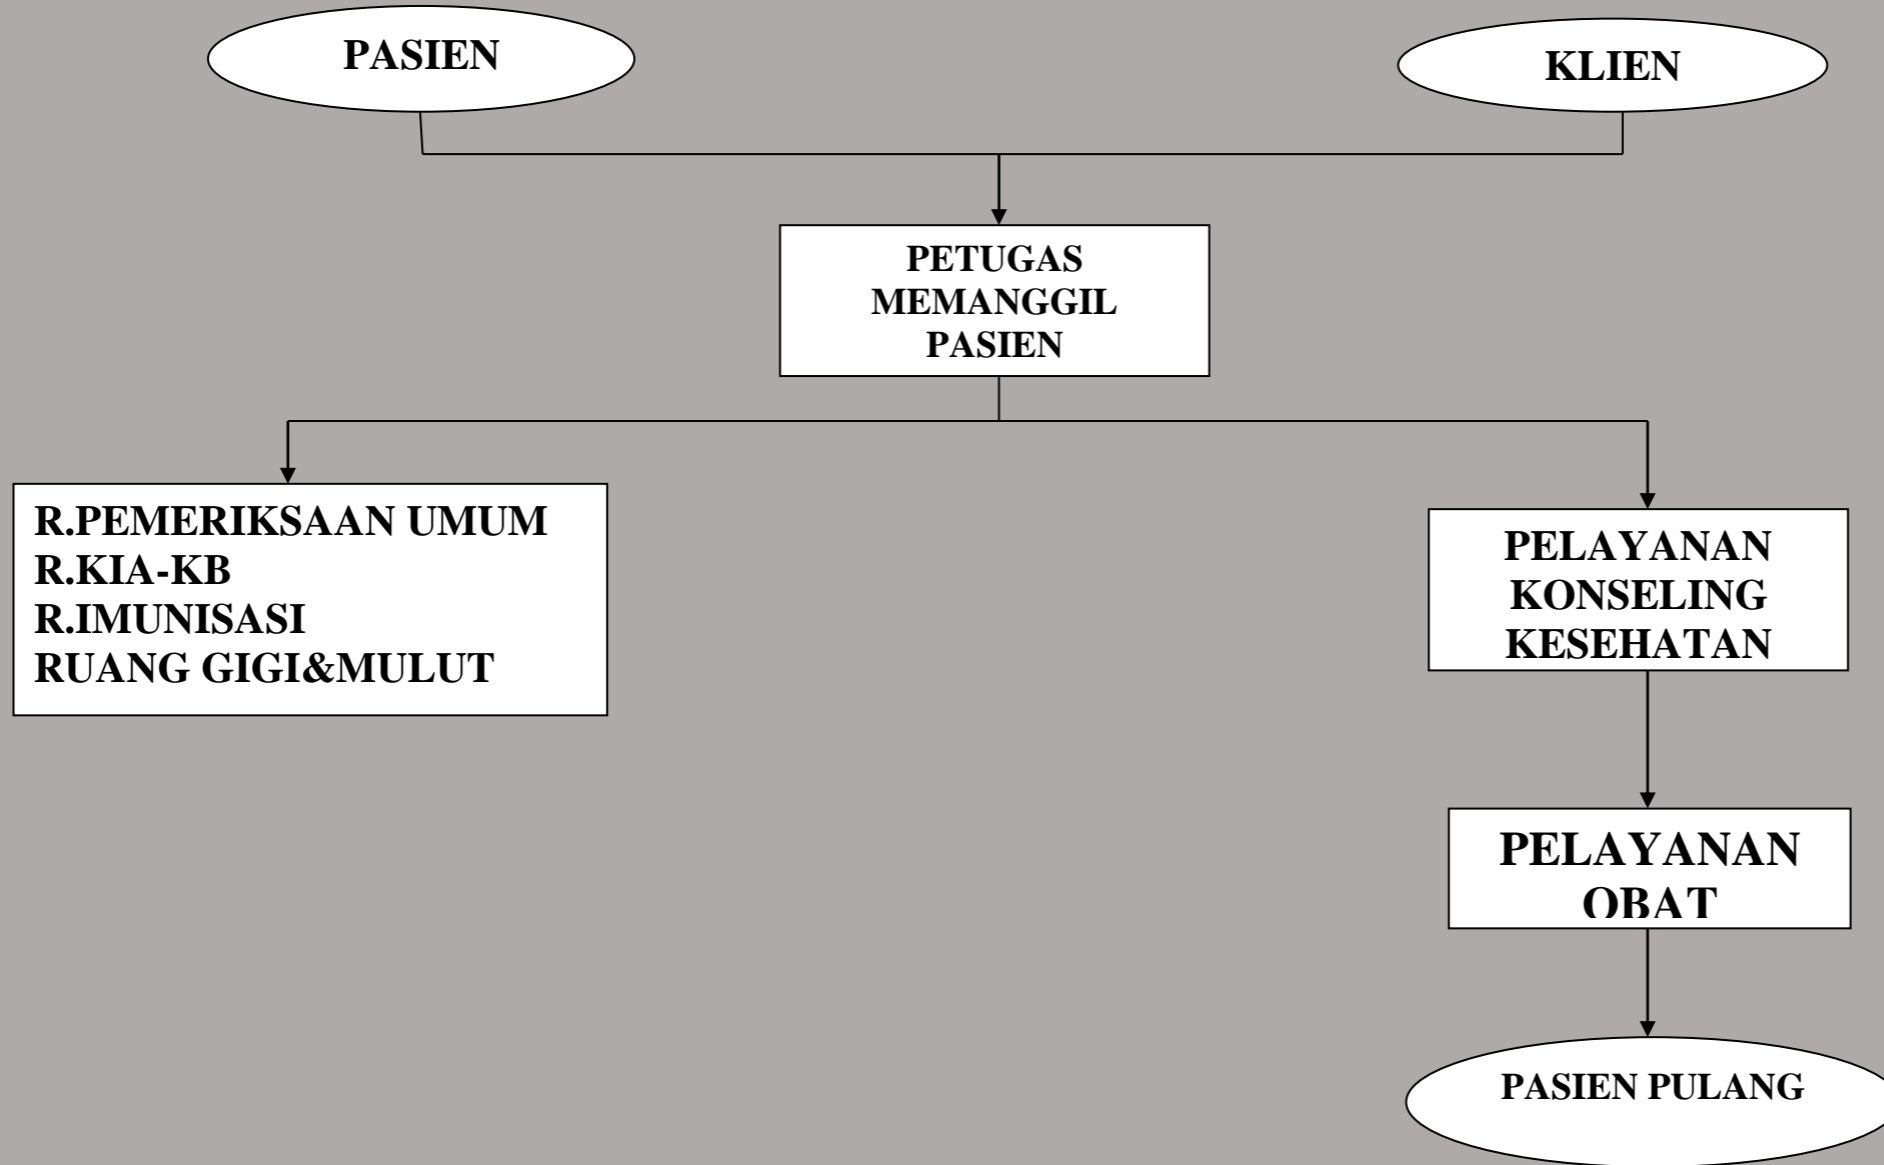 PASIEN
KLIEN
PETUGAS
MEMANGGIL
PASIEN
R.PEMERIKSAAN UMUM
R.KIA-KB
R.IMUNISASI
RUANG GIGI&MULUT
PELAYANAN
KONSELING
KESEHATAN
PELAYANAN
OBAT
PASIEN PULANG